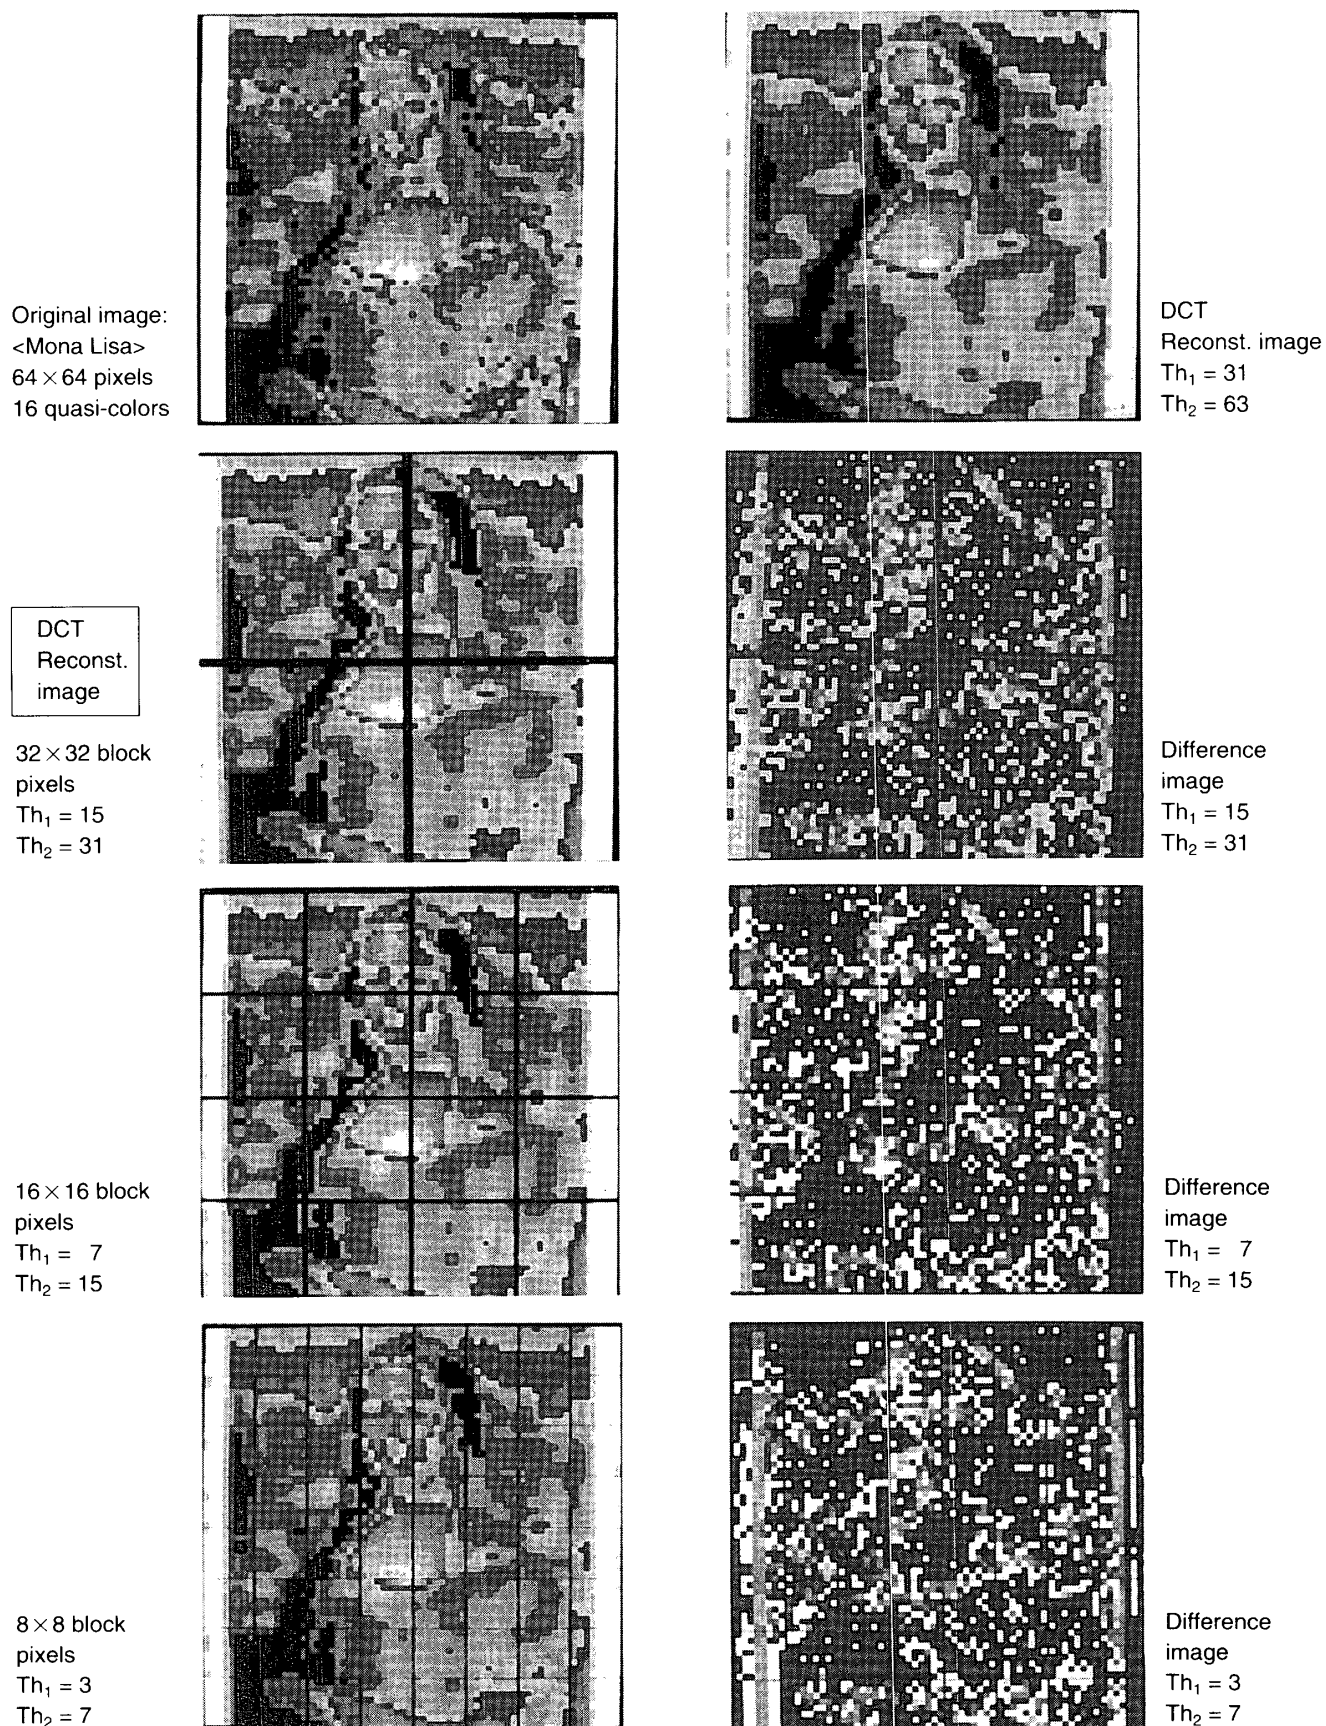 Original image:
<Mona Lisa>
64 × 64 pixels
16 quasi-colors
DCT
Reconst. image
Th₁ = 31
Th₂ = 63
DCT
Reconst.
image
32 × 32 block
pixels
Th₁ = 15
Th₂ = 31
Difference
image
Th₁ = 15
Th₂ = 31
16 × 16 block
pixels
Th₁ = 7
Th₂ = 15
Difference
image
Th₁ = 7
Th₂ = 15
8 × 8 block
pixels
Th₁ = 3
Th₂ = 7
Difference
image
Th₁ = 3
Th₂ = 7